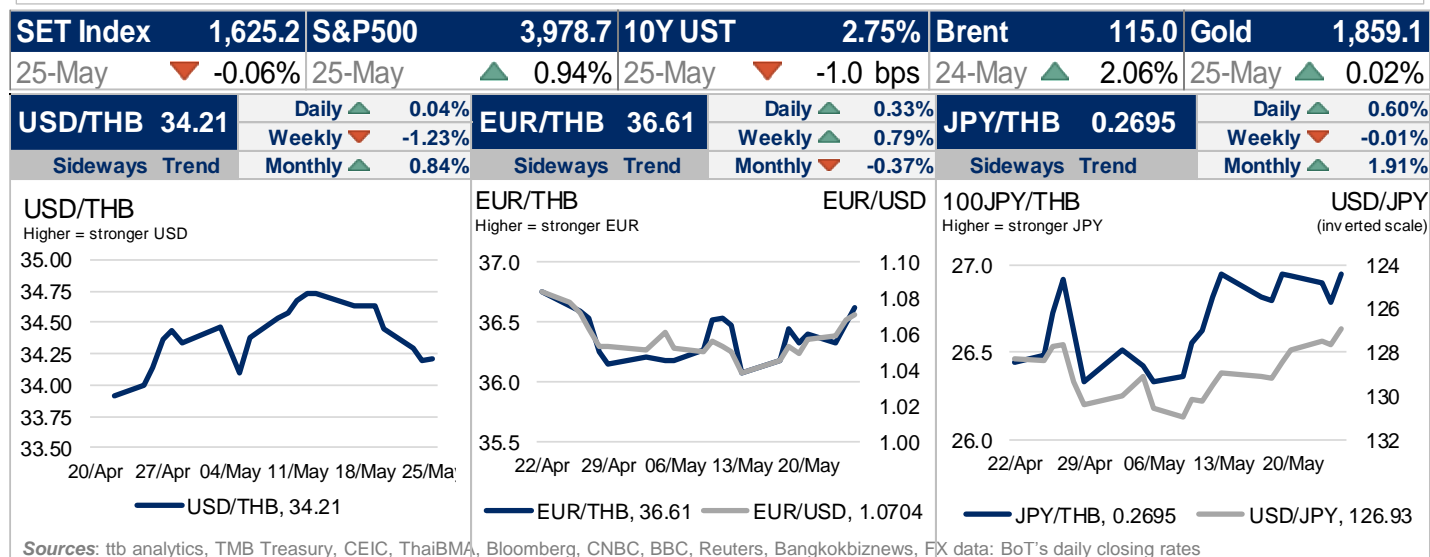 SET Index 1,625.2 S&P500 3,978.7 10Y UST 2.75% Brent 115.0 Gold 1,859.1
25-May -0.06% 25-May 0.94% 25-May -1.0 bps 24-May 2.06% 25-May 0.02%
USD/THB 34.21
Daily 0.04%
Weekly -1.23%
Sideways Trend Monthly 0.84%
EUR/THB 36.61
Daily 0.33%
Weekly 0.79%
Sideways Trend Monthly -0.37%
JPY/THB 0.2695
Daily 0.60%
Weekly -0.01%
Sideways Trend Monthly 1.91%
USD/THB
Higher = stronger USD
35.00
34.75
34.50
34.25
34.00
33.75
33.50
20/Apr 27/Apr 04/May 11/May 18/May 25/May
USD/THB, 34.21
EUR/THB EUR/USD
Higher = stronger EUR
37.0 1.10
1.08
36.5 1.06
1.04
36.0
1.02
35.5 1.00
22/Apr 29/Apr 06/May 13/May 20/May
EUR/THB, 36.61 EUR/USD, 1.0704
100JPY/THB USD/JPY
Higher = stronger JPY (inverted scale)
27.0 124
126
26.5 128
130
26.0 132
22/Apr 29/Apr 06/May 13/May 20/May
JPY/THB, 0.2695 USD/JPY, 126.93
Sources: ttb analytics, TMB Treasury, CEIC, ThaiBMA, Bloomberg, CNBC, BBC, Reuters, Bangkokbiznews, FX data: BoT's daily closing rates